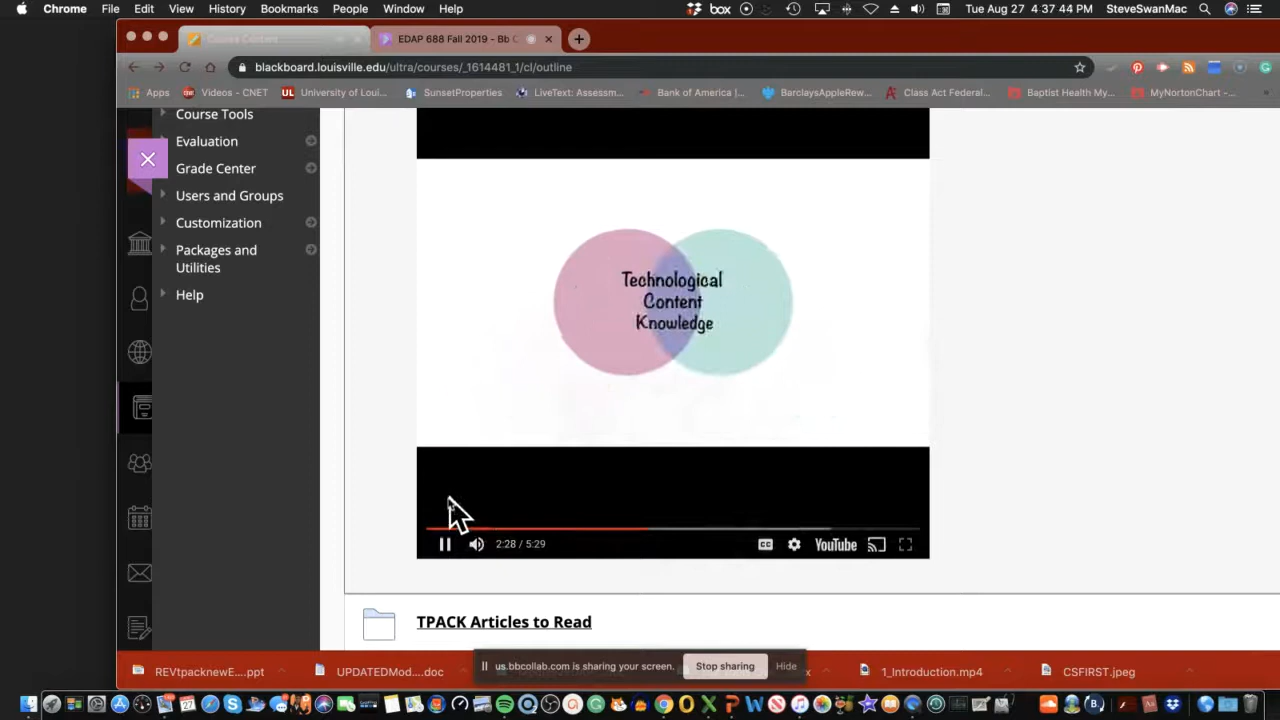 Chrome File Edit View History Bookmarks People Window Help box Tue Aug 27 4:37:44 PM SteveSwanMac
EDAP 688 Fall 2019 - Bb C
blackboard.louisville.edu/ultra/courses/_1614481_1/cl/outline
Apps Videos - CNET University of Loui... SunsetProperties LiveText: Assessm... Bank of America |... BarclaysAppleRew... Class Act Federal... Baptist Health My... MyNortonChart -...
Course Tools
Evaluation
Grade Center
Users and Groups
Customization
Packages and
Utilities
Help
Technological
Content
Knowledge
2:28 / 5:29 CC YouTube
TPACK Articles to Read
us.bbcollab.com is sharing your screen. Stop sharing Hide
REVtpacknewE....ppt UPDATEDMod....doc 1_Introduction.mp4 CSFIRST.jpeg